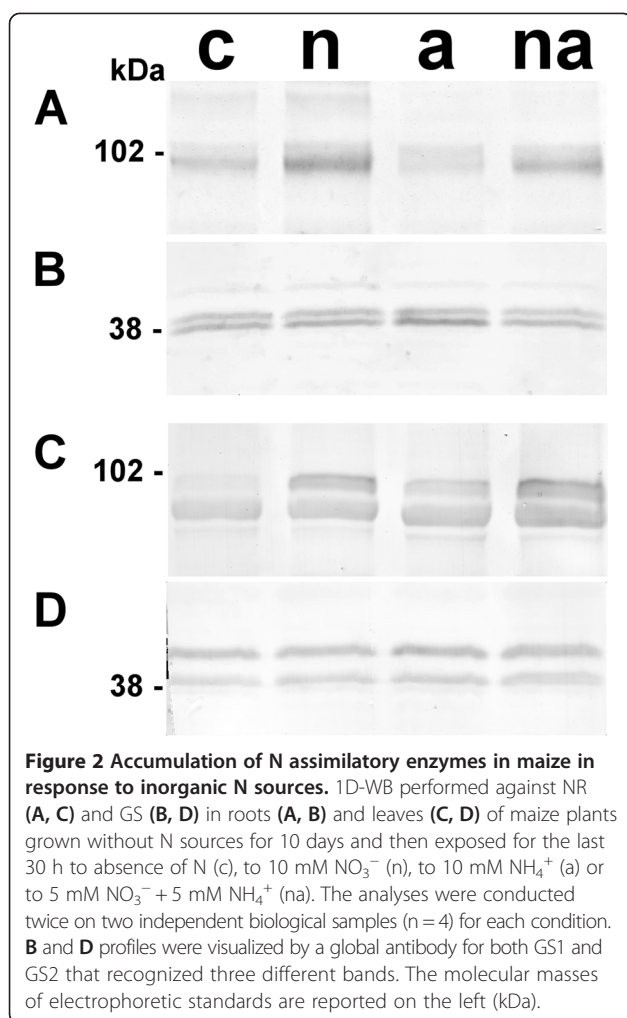 kDa c n a na
A
102 -
B
38 -
C
102 -
D
38 -
Figure 2 Accumulation of N assimilatory enzymes in maize in
response to inorganic N sources. 1D-WB performed against NR
(A, C) and GS (B, D) in roots (A, B) and leaves (C, D) of maize plants
grown without N sources for 10 days and then exposed for the last
30 h to absence of N (c), to 10 mM NO₃⁻ (n), to 10 mM NH₄⁺ (a) or
to 5 mM NO₃⁻ + 5 mM NH₄⁺ (na). The analyses were conducted
twice on two independent biological samples (n = 4) for each condition.
B and D profiles were visualized by a global antibody for both GS1 and
GS2 that recognized three different bands. The molecular masses
of electrophoretic standards are reported on the left (kDa).